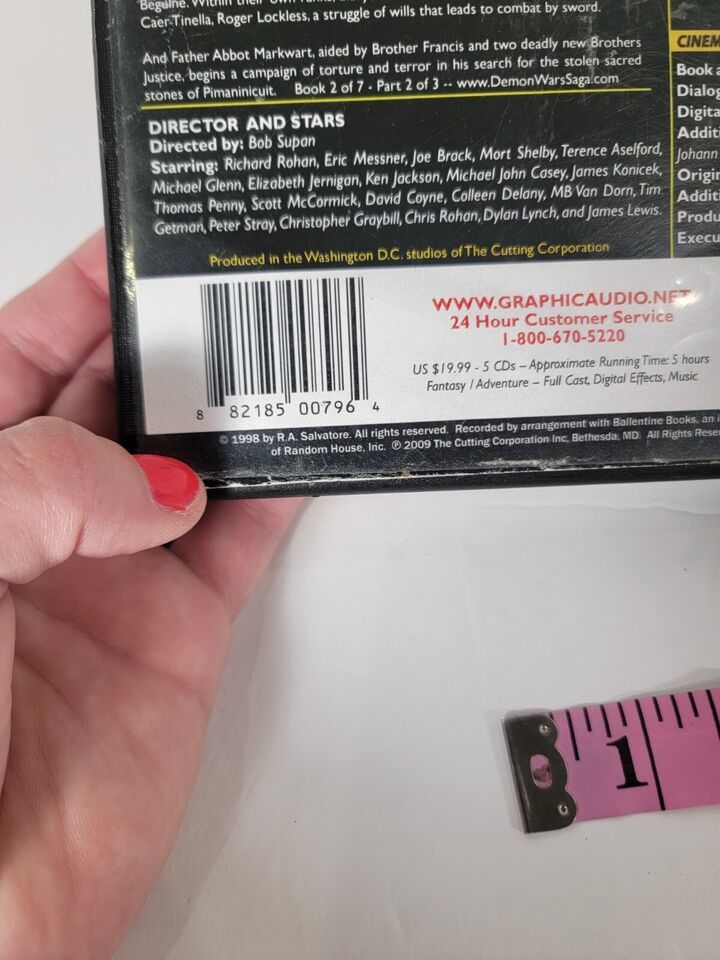 Beguine. Within their own
Caer Tinella, Roger Lockless, a struggle of wills that leads to combat by sword.
And Father Abbot Markwart, aided by Brother Francis and two deadly new Brothers
Justice, begins a campaign of torture and terror in his search for the stolen sacred
stones of Pimaninicuit. Book 2 of 7 - Part 2 of 3 -- www.DemonWarsSaga.com
DIRECTOR AND STARS
Directed by: Bob Supan
Starring: Richard Rohan, Eric Messner, Joe Brack, Mort Shelby, Terence Aselford,
Michael Glenn, Elizabeth Jernigan, Ken Jackson, Michael John Casey, James Konicek,
Thomas Penny, Scott McCormick, David Coyne, Colleen Delany, MB Van Dorn, Tim
Getman, Peter Stray, Christopher Graybill, Chris Rohan, Dylan Lynch, and James Lewis.
Produced in the Washington D.C. studios of The Cutting Corporation
CINEM
Book a
Dialog
Digita
Additi
Johann
Origin
Additi
Produ
Execu
8 82185 00796 4
WWW.GRAPHICAUDIO.NET
24 Hour Customer Service
1-800-670-5220
US $19.99 - 5 CDs – Approximate Running Time: 5 hours
Fantasy / Adventure – Full Cast, Digital Effects, Music
© 1998 by R.A. Salvatore. All rights reserved. Recorded by arrangement with Ballentine Books, an i
of Random House, Inc. ℗ 2009 The Cutting Corporation Inc, Bethesda, MD. All Rights Reser
1